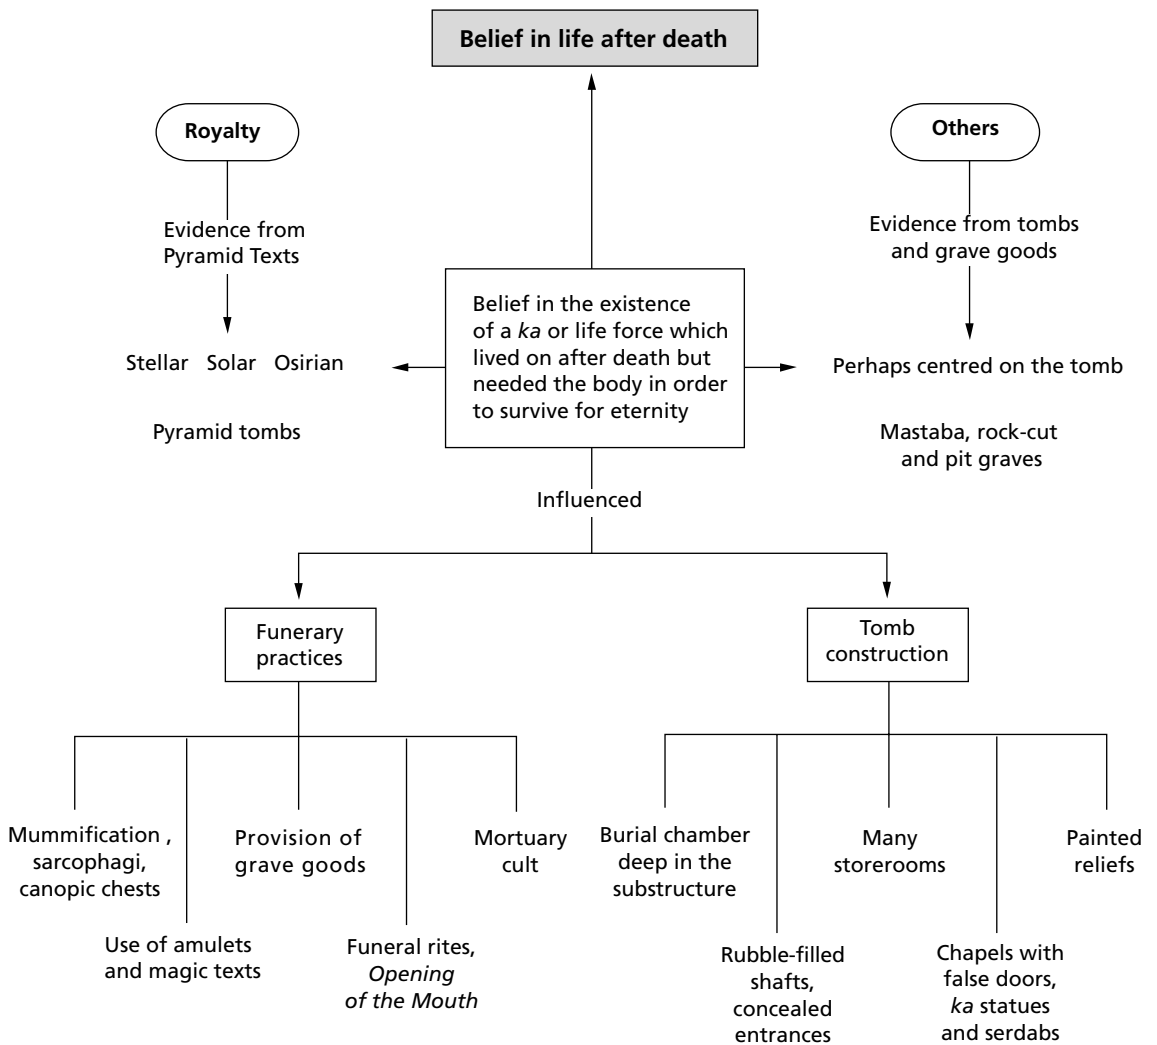 Belief in life after death
Royalty
Others
Evidence from
Pyramid Texts
Evidence from tombs
and grave goods
Belief in the existence
of a ka or life force which
lived on after death but
needed the body in order
to survive for eternity
Stellar Solar Osirian
Perhaps centred on the tomb
Pyramid tombs
Mastaba, rock-cut
and pit graves
Influenced
Funerary
practices
Tomb
construction
Mummification ,
sarcophagi,
canopic chests
Use of amulets
and magic texts
Provision of
grave goods
Funeral rites,
Opening
of the Mouth
Mortuary
cult
Burial chamber
deep in the
substructure
Rubble-filled
shafts,
concealed
entrances
Many
storerooms
Chapels with
false doors,
ka statues
and serdabs
Painted
reliefs